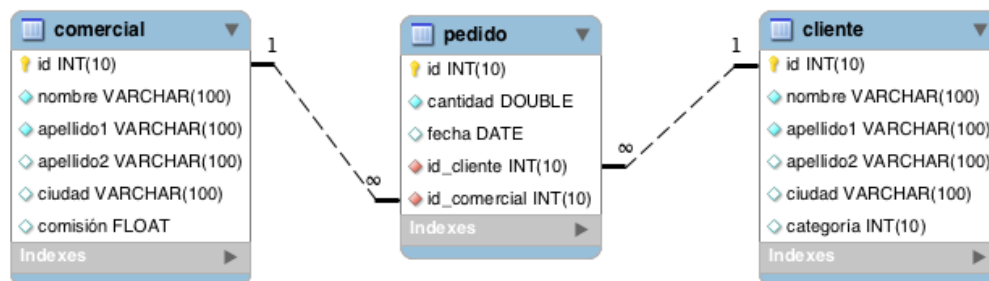 comercial
id INT(10)
nombre VARCHAR(100)
apellido1 VARCHAR(100)
apellido2 VARCHAR(100)
ciudad VARCHAR(100)
comisión FLOAT
Indexes
1
∞
pedido
id INT(10)
cantidad DOUBLE
fecha DATE
id_cliente INT(10)
id_comercial INT(10)
Indexes
1
∞
cliente
id INT(10)
nombre VARCHAR(100)
apellido1 VARCHAR(100)
apellido2 VARCHAR(100)
ciudad VARCHAR(100)
categoría INT(10)
Indexes